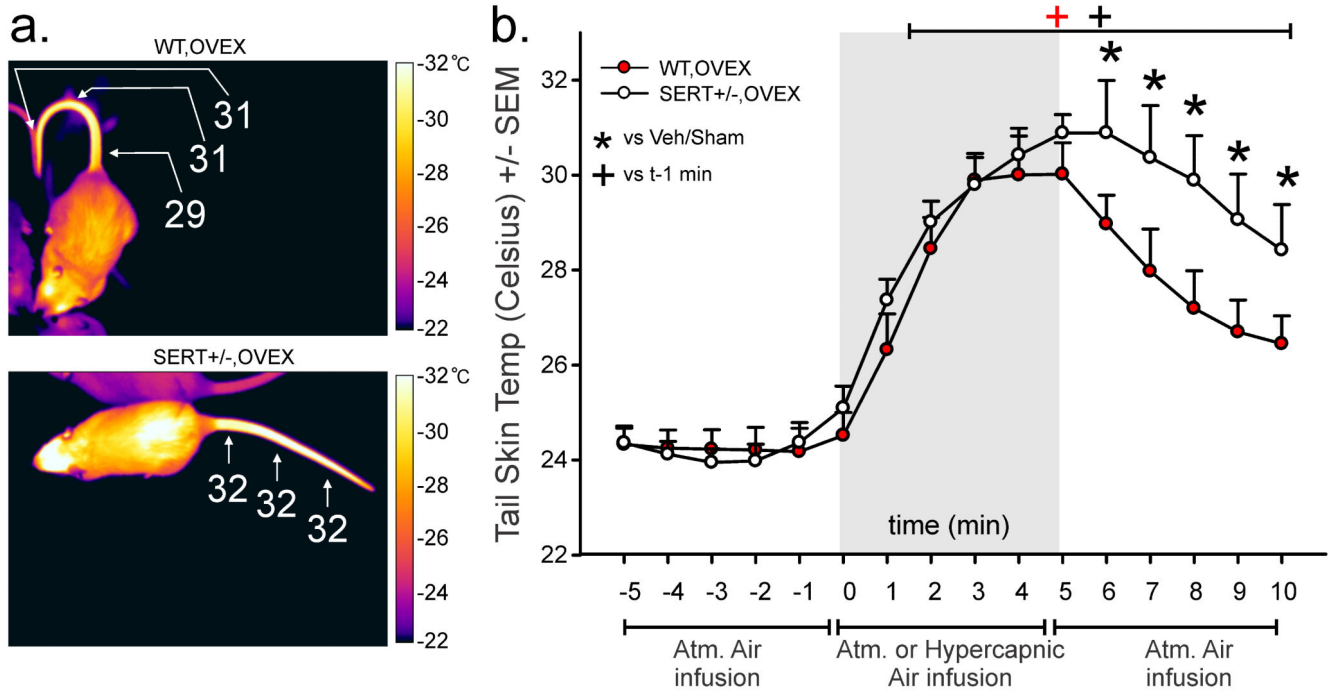 a.
WT,OVEX
-32℃
-30
-28
-26
-24
-22
31
31
29
SERT+/-,OVEX
-32℃
-30
-28
-26
-24
-22
32
32
32
b.
Tail Skin Temp (Celsius) +/- SEM
32
30
28
26
24
22
+ +
WT,OVEX
SERT+/-,OVEX
* vs Veh/Sham
+ vs t-1 min
* * * * *
time (min)
-5 -4 -3 -2 -1 0 1 2 3 4 5 6 7 8 9 10
Atm. Air
infusion
Atm. or Hypercapnic
Air infusion
Atm. Air
infusion